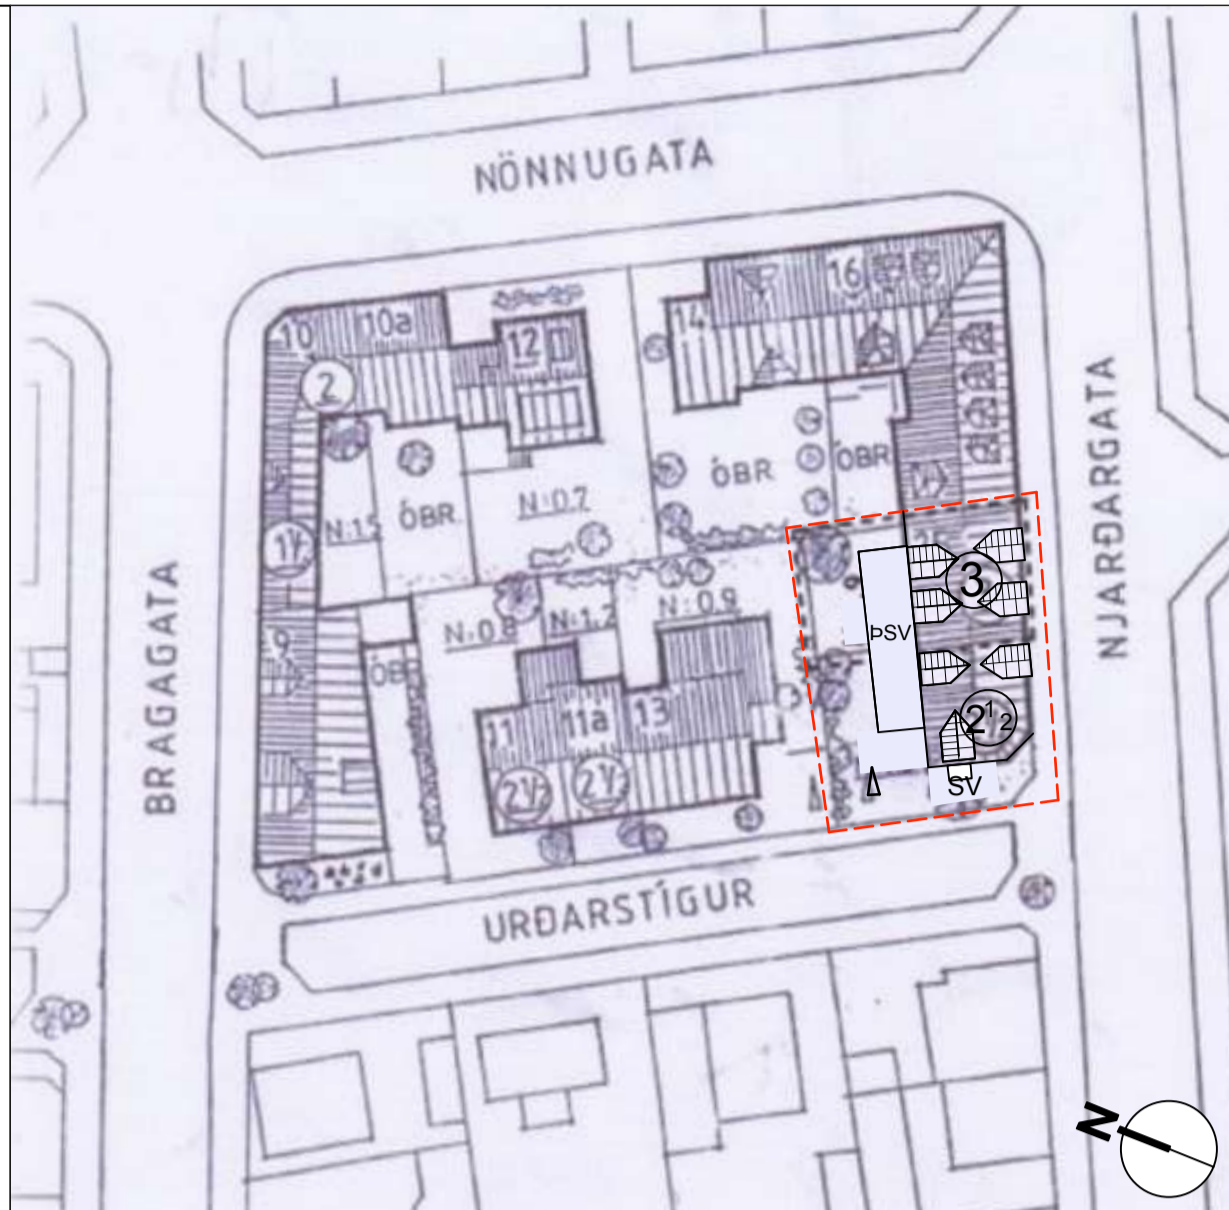 NÖNNUGATA
10
10a
12
14
16
2
ÓBR
ÓBR
N:1.5
ÓBR.
N:0.7
1½
3
NJARÐARGATA
N:0.8
N:1.2
N:0.9
ÞSV
9
ÓBR
BRAGAGATA
11
11a
13
2½
2½
2 1 2
SV
URÐARSTÍGUR
N